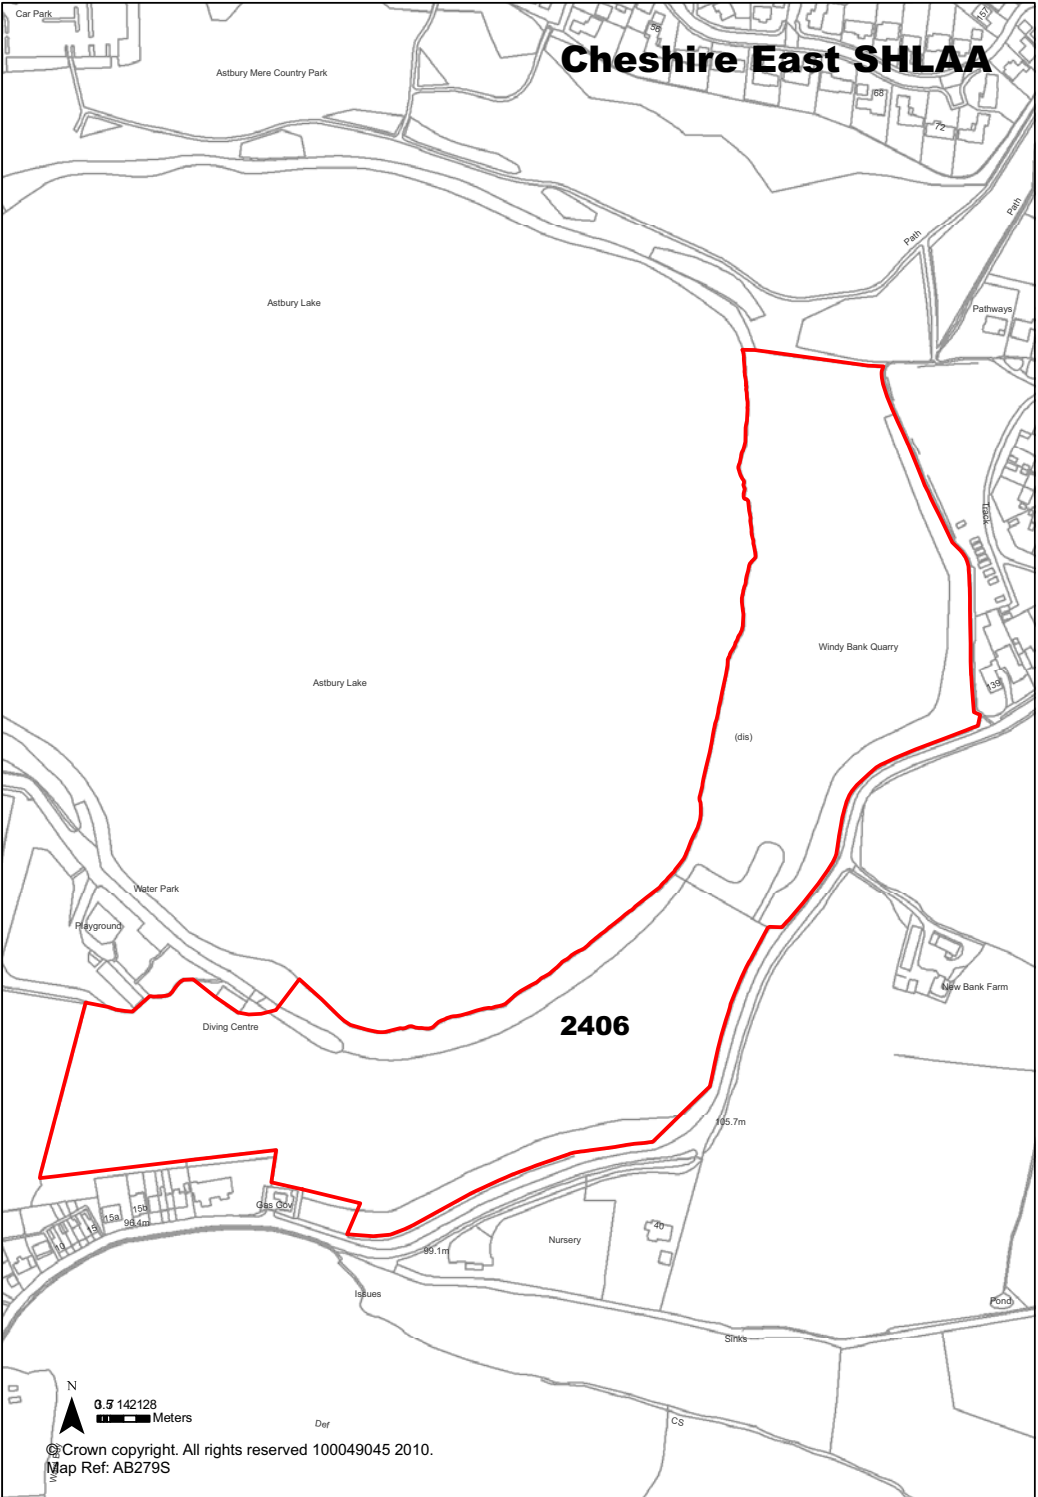 Car Park
58
157
Cheshire East SHLAA
Astbury Mere Country Park
68
72
Path
Path
Astbury Lake
Pathways
Track
Windy Bank Quarry
Astbury Lake
139
(dis)
Water Park
Playground
New Bank Farm
Diving Centre
2406
105.7m
Gas Gov
15b
15a
96.4m
15
10
40
Nursery
99.1m
Issues
Pond
Sinks
N
Meters
Def
CS
© Crown copyright. All rights reserved 100049045 2010.
Map Ref: AB279S